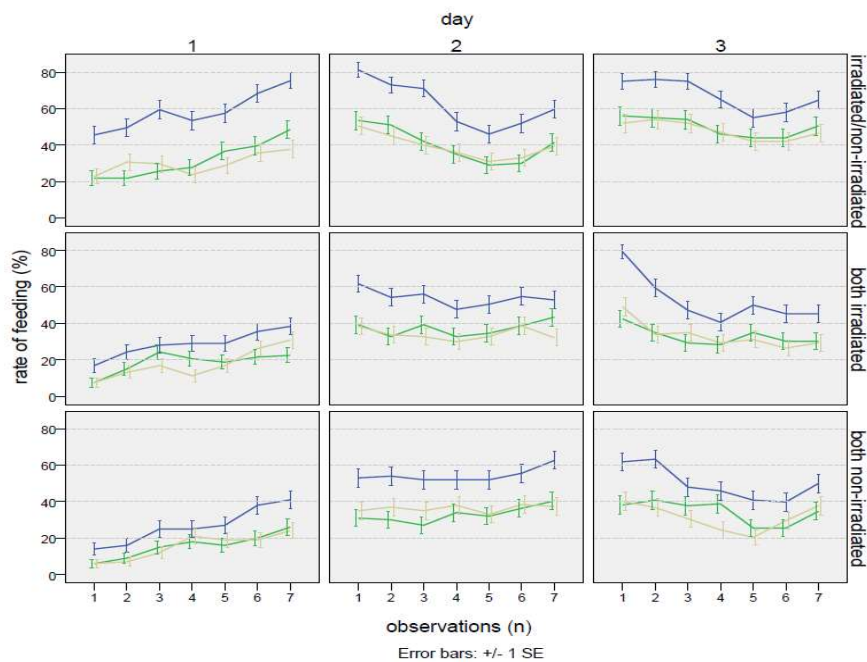 day
1 2 3
rate of feeding (%)
80
60
40
20
0
irradiated/non-irradiated
80
60
40
20
0
both irradiated
80
60
40
20
0
both non-irradiated
1 2 3 4 5 6 7 1 2 3 4 5 6 7 1 2 3 4 5 6 7
observations (n)
Error bars: +/- 1 SE